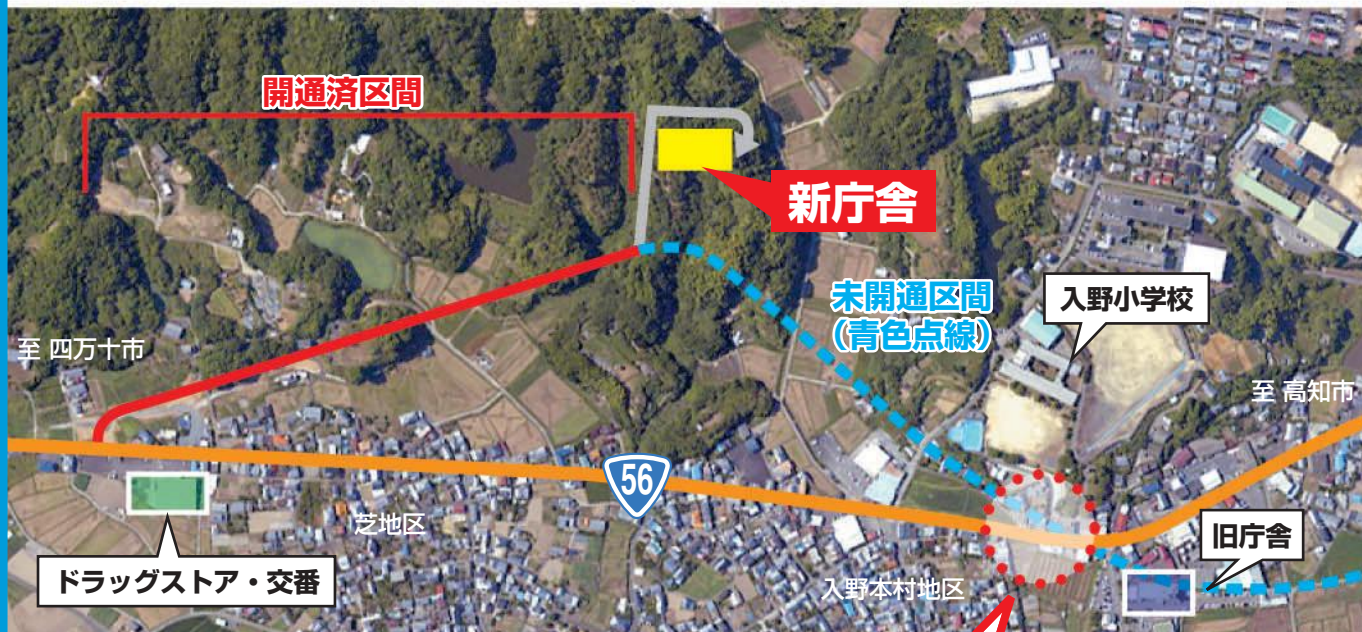 開通済区間
新庁舎
未開通区間
(青色点線)
入野小学校
至 四万十市
至 高知市
56
芝地区
旧庁舎
ドラッグストア・交番
入野本村地区